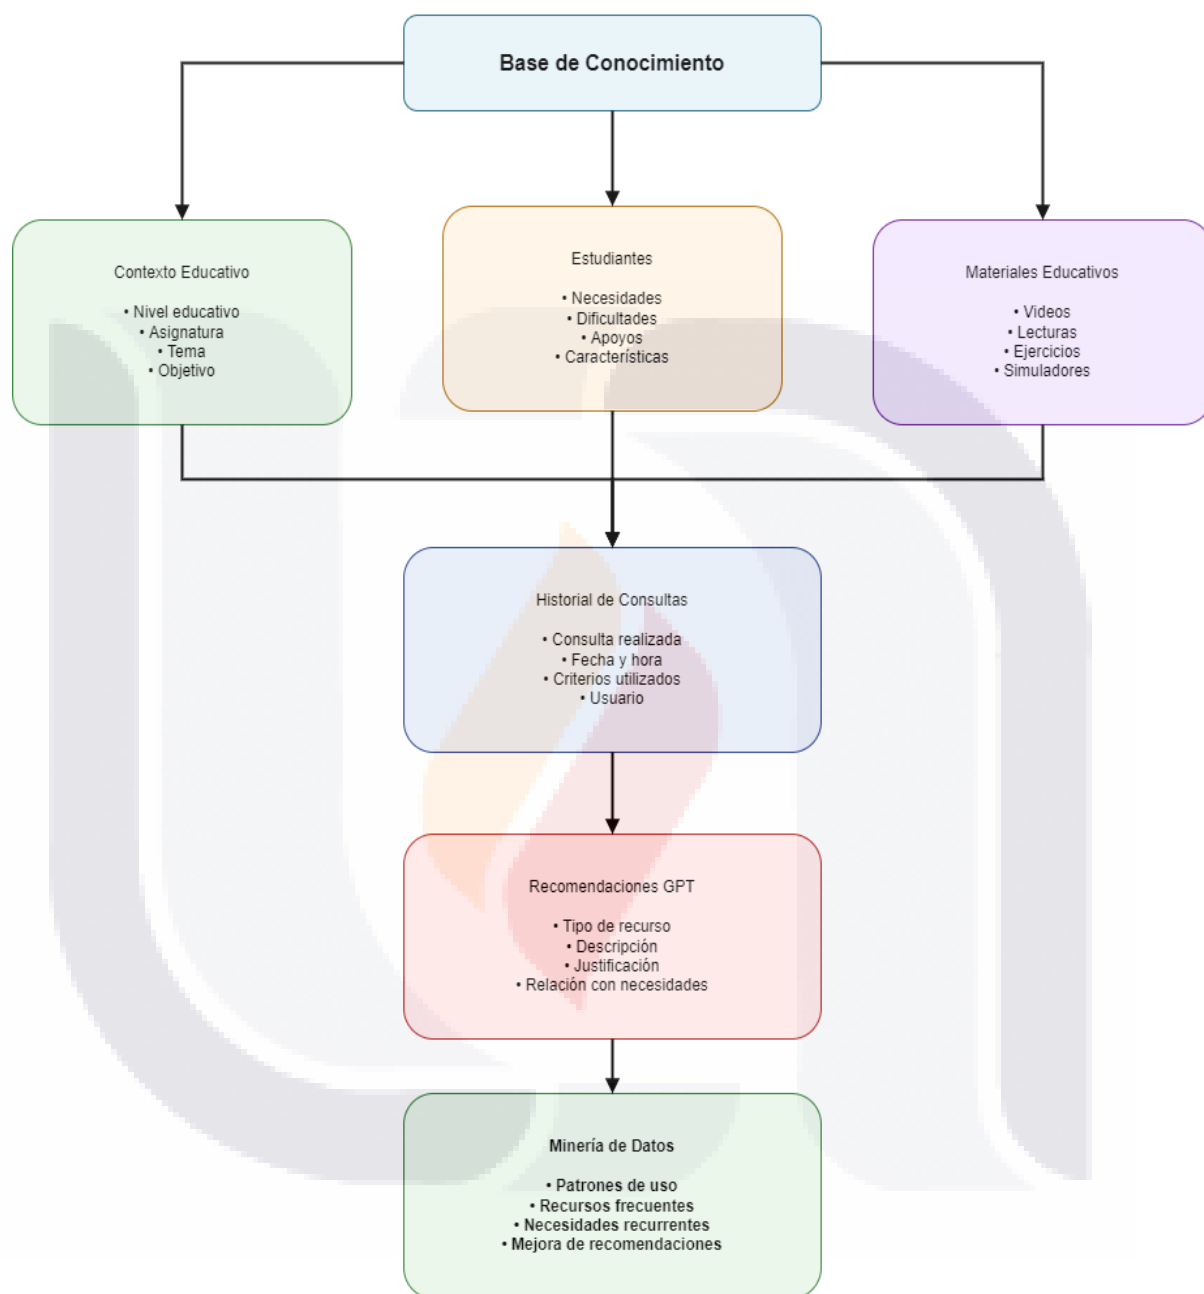 Base de Conocimiento
Contexto Educativo
• Nivel educativo
• Asignatura
• Tema
• Objetivo
Estudiantes
• Necesidades
• Dificultades
• Apoyos
• Características
Materiales Educativos
• Videos
• Lecturas
• Ejercicios
• Simuladores
Historial de Consultas
• Consulta realizada
• Fecha y hora
• Criterios utilizados
• Usuario
Recomendaciones GPT
• Tipo de recurso
• Descripción
• Justificación
• Relación con necesidades
Minería de Datos
• Patrones de uso
• Recursos frecuentes
• Necesidades recurrentes
• Mejora de recomendaciones